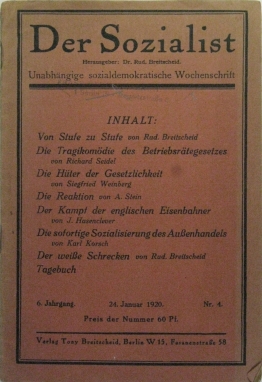 Der Sozialist
Herausgeber: Dr. Rud. Breitscheid.
Unabhängige sozialdemokratische Wochenschrift
INHALT:
Von Stufe zu Stufe von Rud. Breitscheid
Die Tragikomödie des Betriebsrätegesetzes
von Richard Seidel
Die Hüter der Gesetzlichkeit
von Siegfried Weinberg
Die Reaktion von A. Stein
Der Kampf der englischen Eisenbahner
von J. Hasenclever
Die sofortige Sozialisierung des Außenhandels
von Karl Korsch
Der weiße Schrecken von Rud. Breitscheid
Tagebuch
6. Jahrgang. 24. Januar 1920. Nr. 4.
Preis der Nummer 60 Pf.
Verlag Tony Breitscheid, Berlin W 15, Fasanenstraße 58